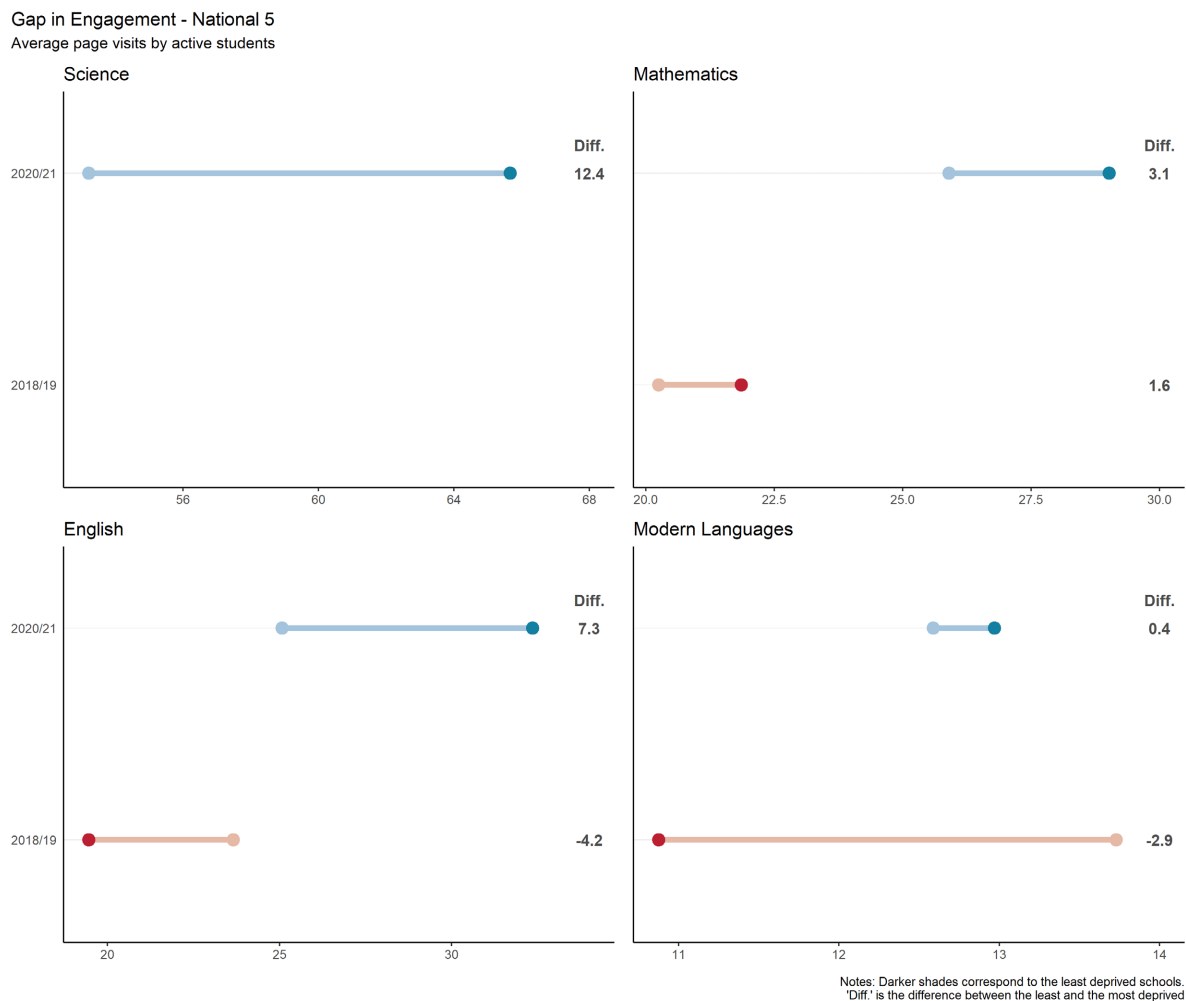 Gap in Engagement - National 5
Average page visits by active students
Science
Diff.
2020/21
12.4
2018/19
56
60
64
68
Mathematics
Diff.
3.1
1.6
20.0
22.5
25.0
27.5
30.0
English
Diff.
2020/21
7.3
2018/19
-4.2
20
25
30
Modern Languages
Diff.
0.4
-2.9
11
12
13
14
Notes: Darker shades correspond to the least deprived schools.
'Diff.' is the difference between the least and the most deprived